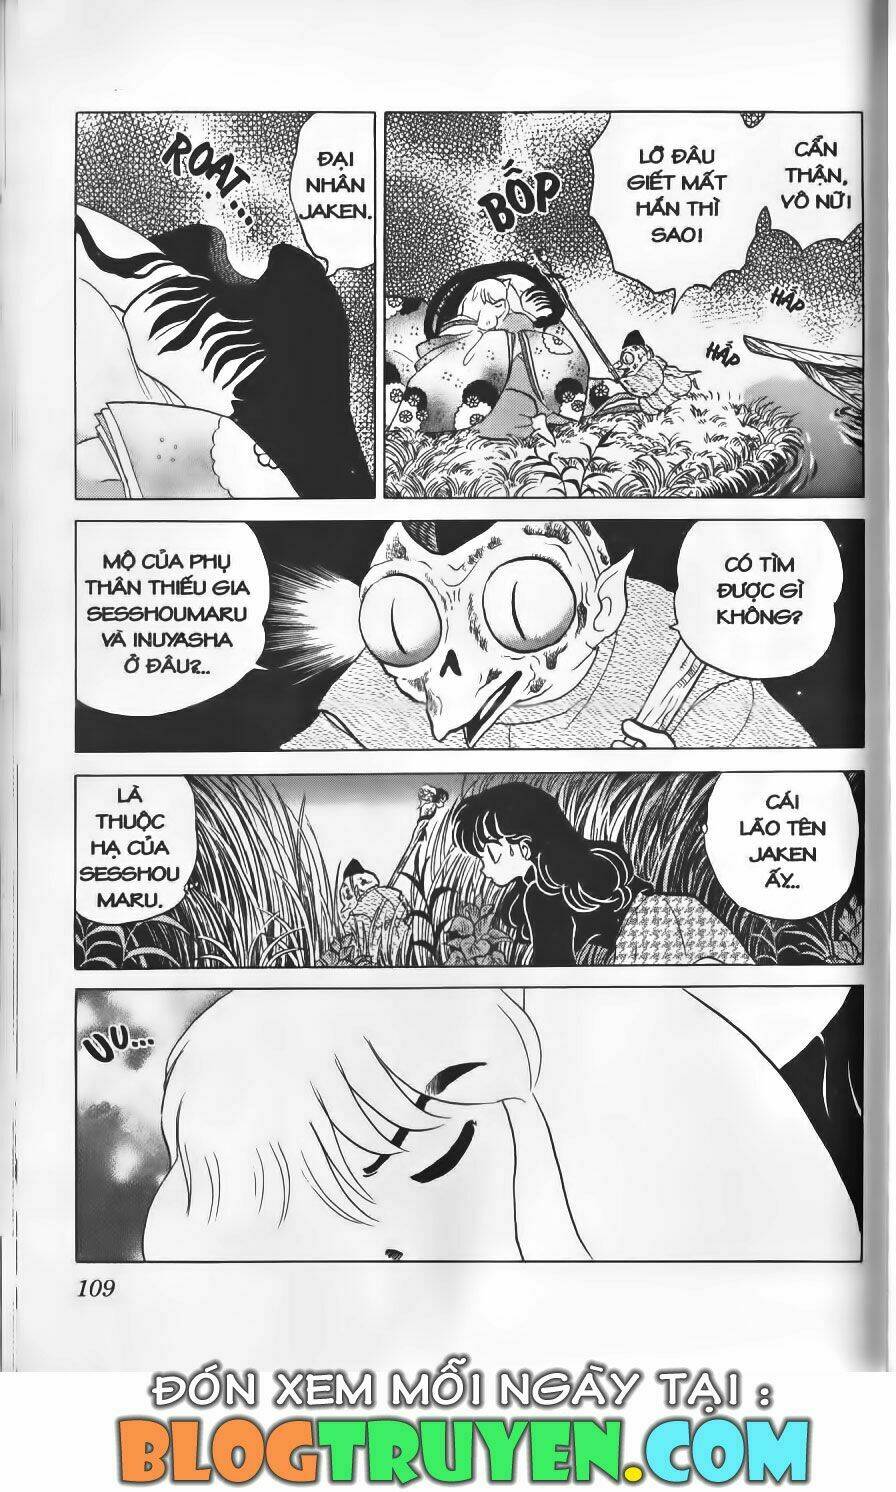 CẨN
THẬN,
VÔ NỮ!
LỠ ĐÂU
GIẾT MẤT
HẮN THÌ
SAO!
BỐP
HẤP
HẤP
ĐẠI
NHÂN
JAKEN.
ROẠT...
CÓ TÌM
ĐƯỢC GÌ
KHÔNG?
MỘ CỦA PHỤ
THÂN THIẾU GIA
SESSHOUMARU
VÀ INUYASHA
Ở ĐÂU?...
CÁI
LÃO TÊN
JAKEN
ẤY...
LÀ
THUỘC
HẠ CỦA
SESSHOU
MARU.
UU...
109
ĐÓN XEM MỖI NGÀY TẠI :
BLOGTRUYEN.COM